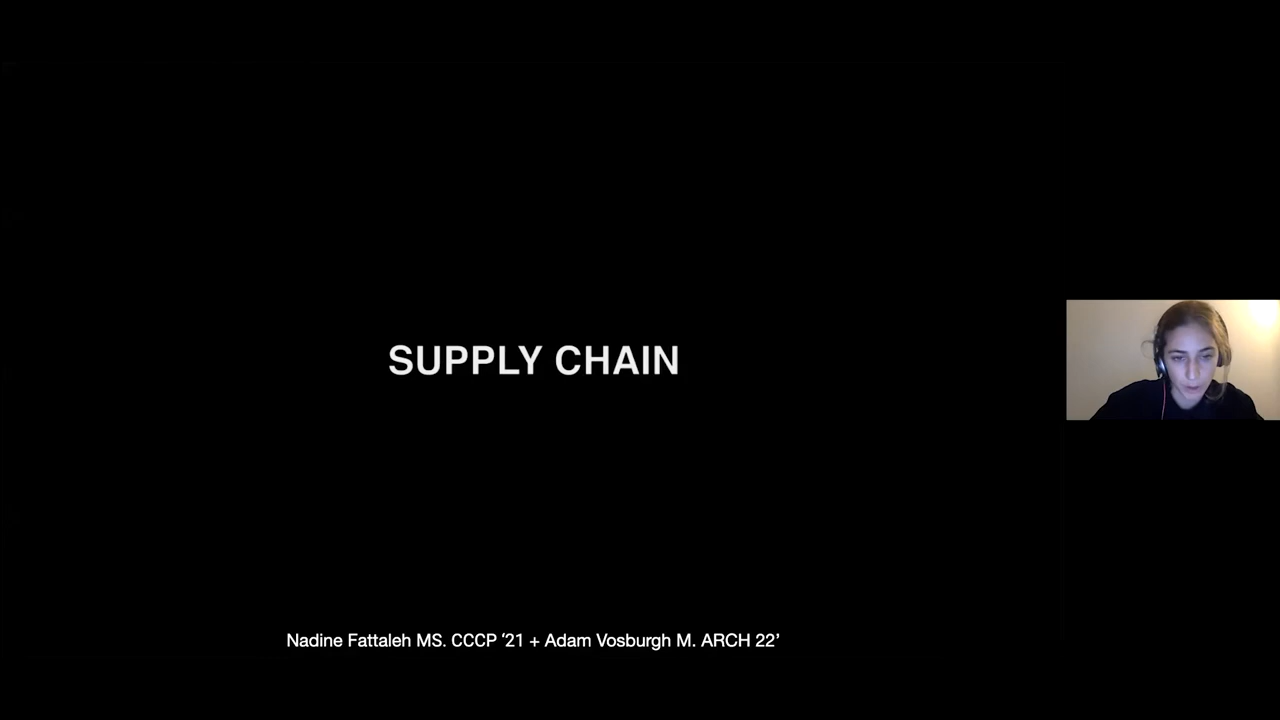 SUPPLY CHAIN
Nadine Fattaleh MS. CCCP ‘21 + Adam Vosburgh M. ARCH 22’